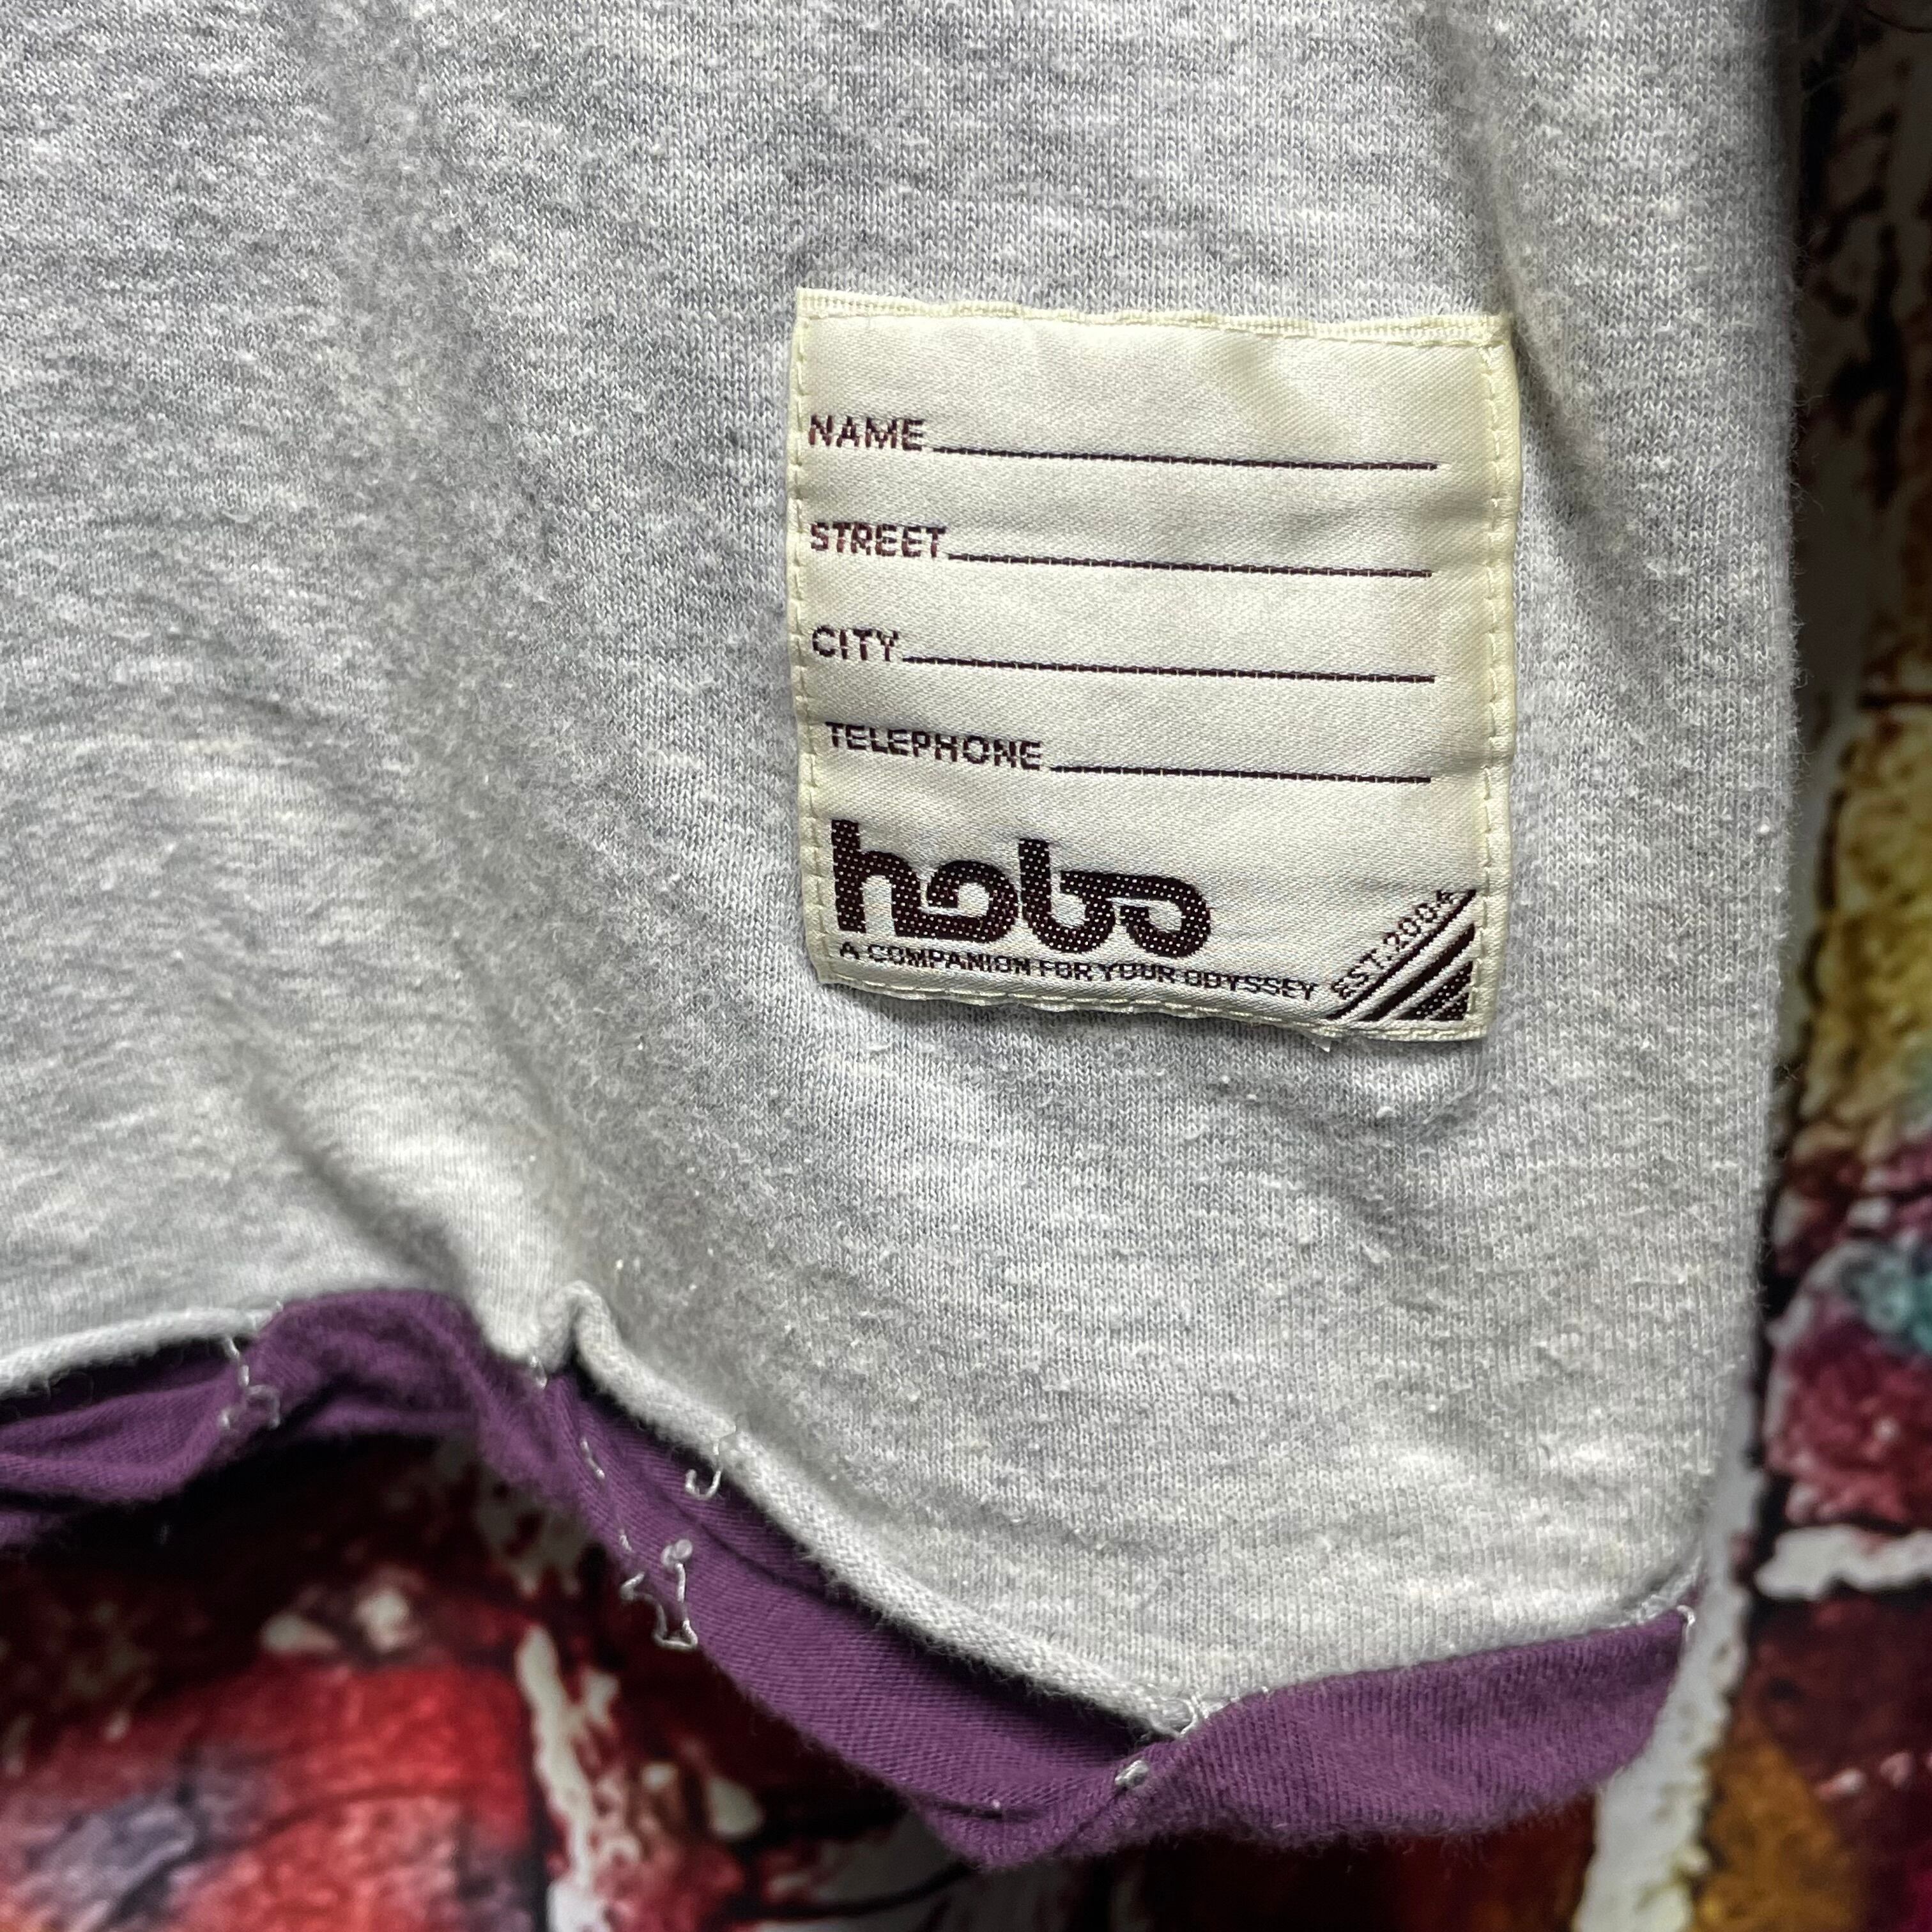 NAME
STREET
CITY
TELEPHONE
hobo
A COMPANION FOR YOUR ODYSSEY
EST.2004